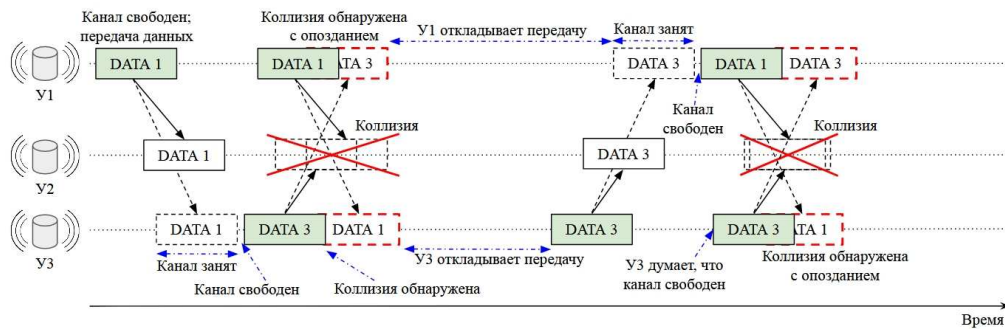 Канал свободен;
передача данных
Коллизия обнаружена
с опозданием
У1 откладывает передачу
Канал занят
DATA 1
DATA 1
DATA 3
DATA 3
DATA 1
DATA 3
У1
Канал
свободен
Коллизия
Коллизия
DATA 1
DATA 3
У2
DATA 1
DATA 3
DATA 1
DATA 3
DATA 3
DATA 1
У3
Канал занят
У3 откладывает передачу
У3 думает, что
канал свободен
Коллизия обнаружена
с опозданием
Канал свободен
Коллизия обнаружена
Время